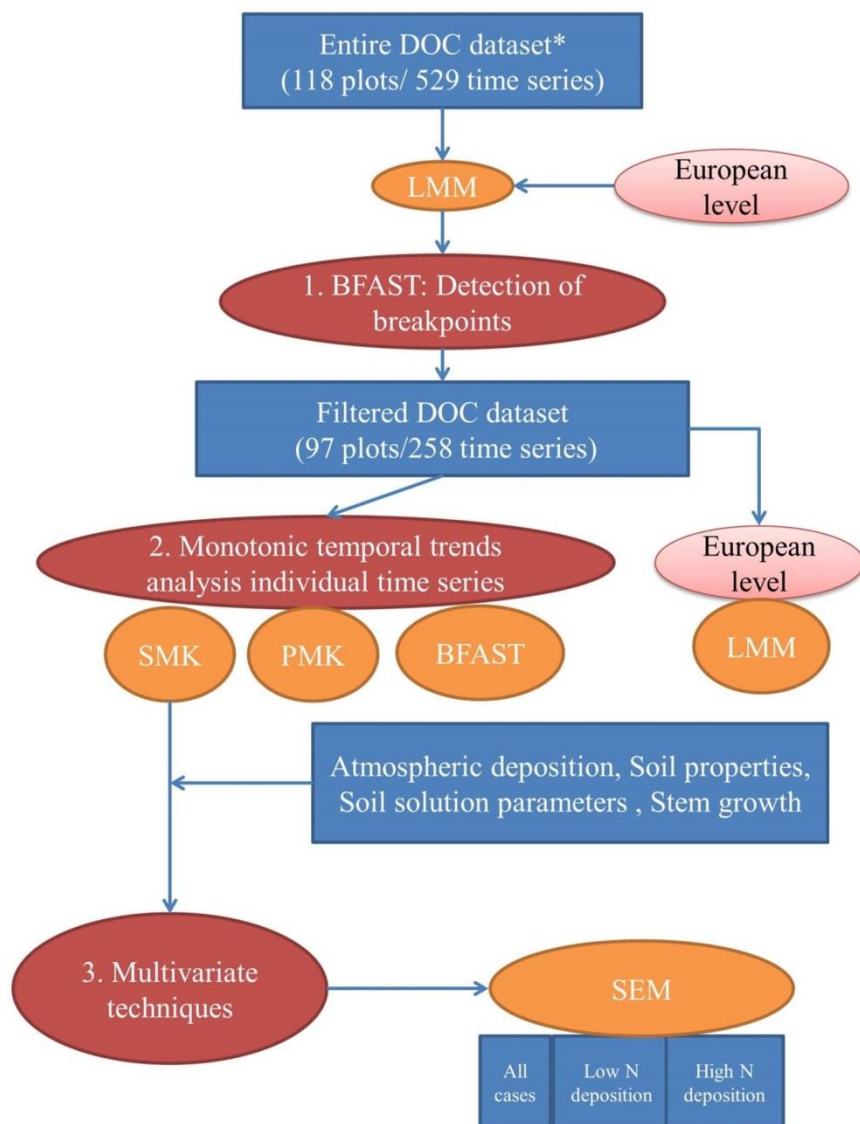 Entire DOC dataset*
(118 plots/ 529 time series)
LMM
European
level
1. BFAST: Detection of
breakpoints
Filtered DOC dataset
(97 plots/258 time series)
2. Monotonic temporal trends
analysis individual time series
European
level
SMK
PMK
BFAST
LMM
Atmospheric deposition, Soil properties,
Soil solution parameters , Stem growth
3. Multivariate
techniques
SEM
All
cases
Low N
deposition
High N
deposition